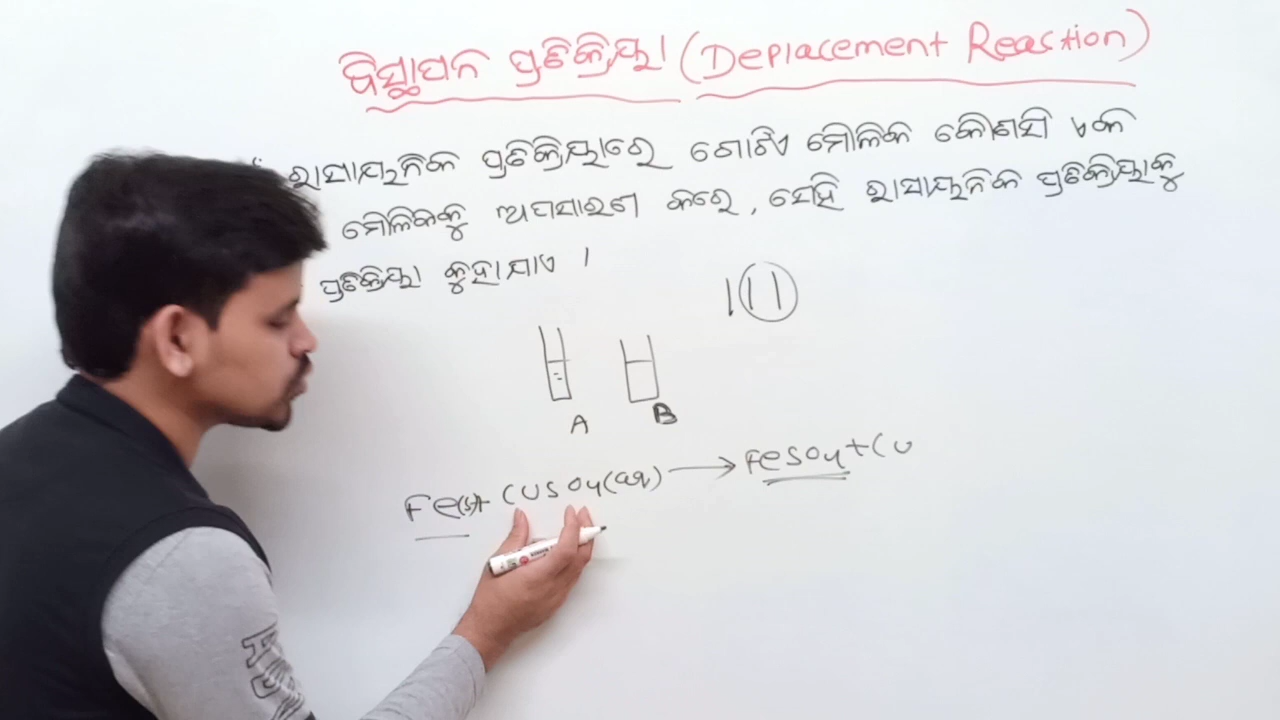 ବିସ୍ଥାପନ ପ୍ରତିକ୍ରିୟା (Deplacement Reaction)
ରାସାୟନିକ ପ୍ରତିକ୍ରିୟାରେ ଗୋଟିଏ ମୌଳିକ କୌଣସି ଏକ
ମୌଳିକକୁ ଅପସାରଣ କରେ, ସେହି ରାସାୟନିକ ପ୍ରତିକ୍ରିୟାକୁ
ପ୍ରତିକ୍ରିୟା କୁହାଯାଏ ।
A B
Fe(s)+ CuSO4(aq) → FeSO4+Cu